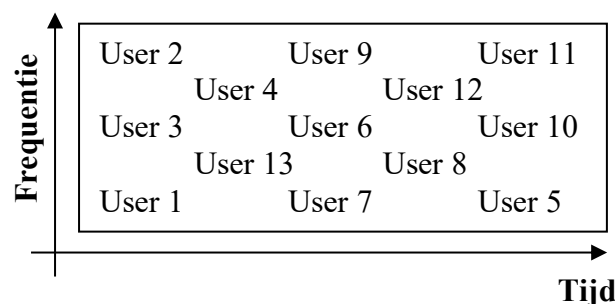 Frequentie
User 2 User 9 User 11
User 4 User 12
User 3 User 6 User 10
User 13 User 8
User 1 User 7 User 5
Tijd